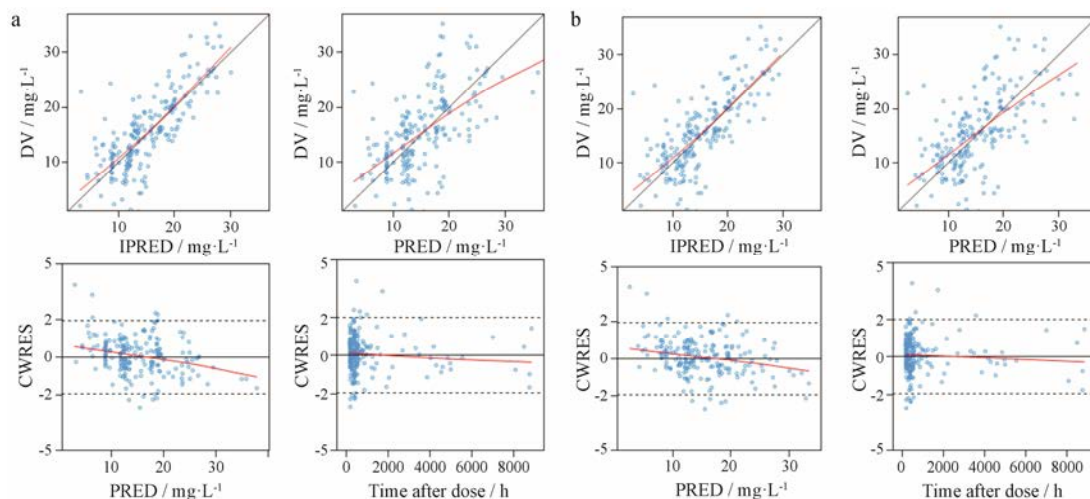 a
b
DV / mg·L⁻¹
30
20
10
10
20
30
IPRED / mg·L⁻¹
DV / mg·L⁻¹
30
20
10
10
20
30
PRED / mg·L⁻¹
DV / mg·L⁻¹
30
20
10
10
20
30
IPRED / mg·L⁻¹
DV / mg·L⁻¹
30
20
10
10
20
30
PRED / mg·L⁻¹
CWRES
5
2
0
-2
-5
10
20
30
PRED / mg·L⁻¹
CWRES
5
2
0
-2
-5
0 2000 4000 6000 8000
Time after dose / h
CWRES
5
2
0
-2
-5
10
20
30
PRED / mg·L⁻¹
CWRES
5
2
0
-2
-5
0 2000 4000 6000 8000
Time after dose / h